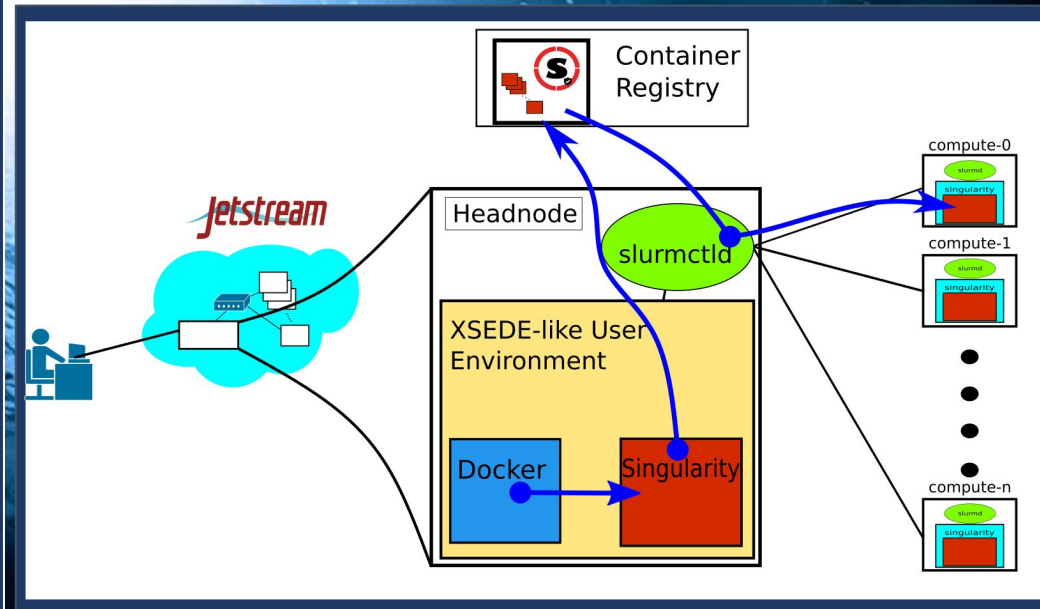 Container
Registry
S
Jetstream
Headnode
slurmctld
XSEDE-like User
Environment
Docker
Singularity
compute-0
slurmd
singularity
compute-1
slurmd
singularity
compute-n
slurmd
singularity